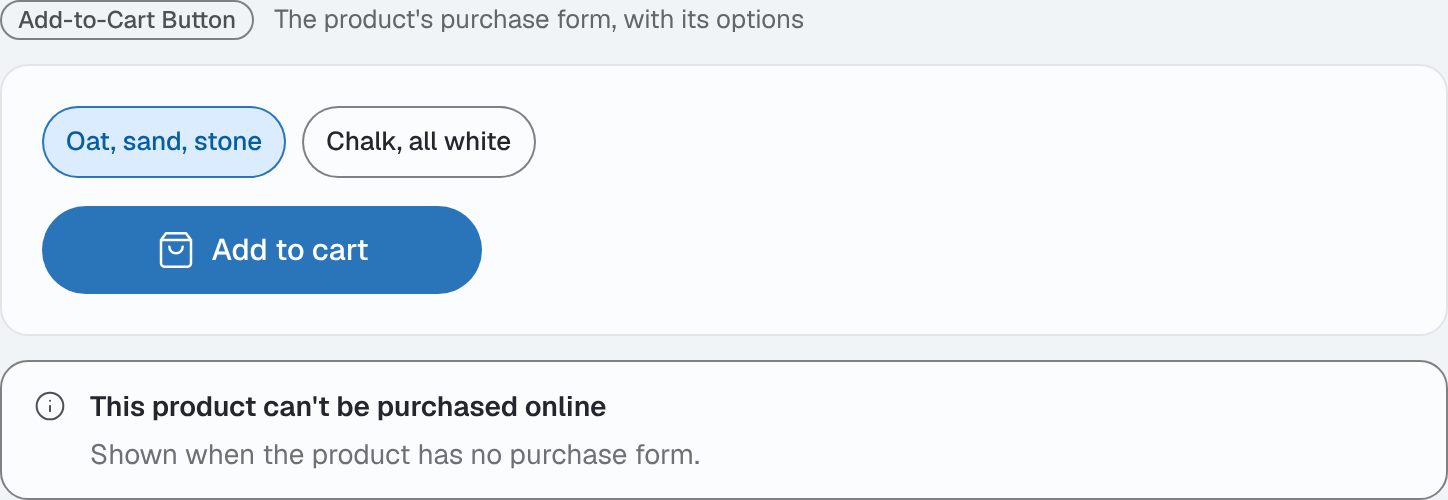 Add-to-Cart Button The product's purchase form, with its options
Oat, sand, stone Chalk, all white
Add to cart
This product can't be purchased online
Shown when the product has no purchase form.